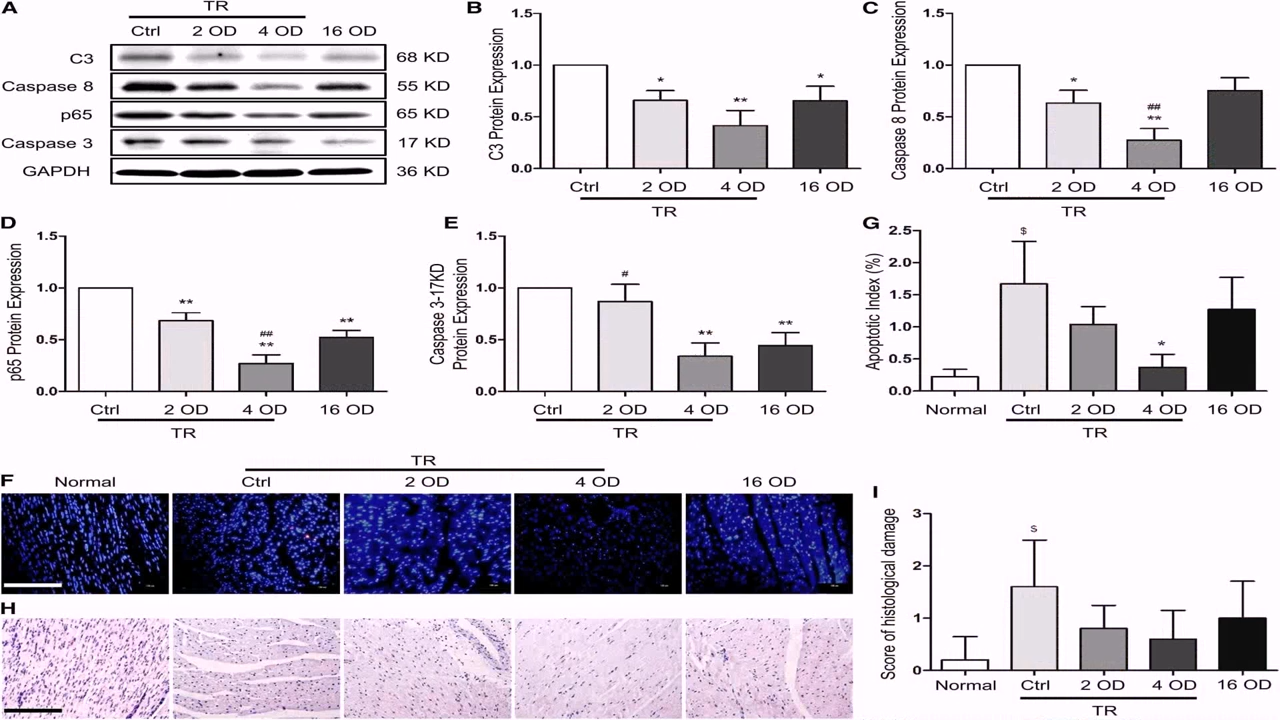 A
TR
Ctrl 2 OD 4 OD 16 OD
C3 68 KD
Caspase 8 55 KD
p65 65 KD
Caspase 3 17 KD
GAPDH 36 KD
B
C3 Protein Expression
1.5
1.0
0.5
0.0
*
**
*
Ctrl 2 OD 4 OD 16 OD
TR
C
Caspase 8 Protein Expression
1.5
1.0
0.5
0.0
*
##
**
Ctrl 2 OD 4 OD 16 OD
TR
D
p65 Protein Expression
1.5
1.0
0.5
0.0
**
##
**
**
Ctrl 2 OD 4 OD 16 OD
TR
E
Caspase 3-17KD
Protein Expression
1.5
1.0
0.5
0.0
#
**
**
Ctrl 2 OD 4 OD 16 OD
TR
G
Apoptotic Index (%)
2.5
2.0
1.5
1.0
0.5
0.0
$
*
Normal Ctrl 2 OD 4 OD 16 OD
TR
F
TR
Normal Ctrl 2 OD 4 OD 16 OD
H
I
Score of histological damage
3
2
1
0
$
Normal Ctrl 2 OD 4 OD 16 OD
TR